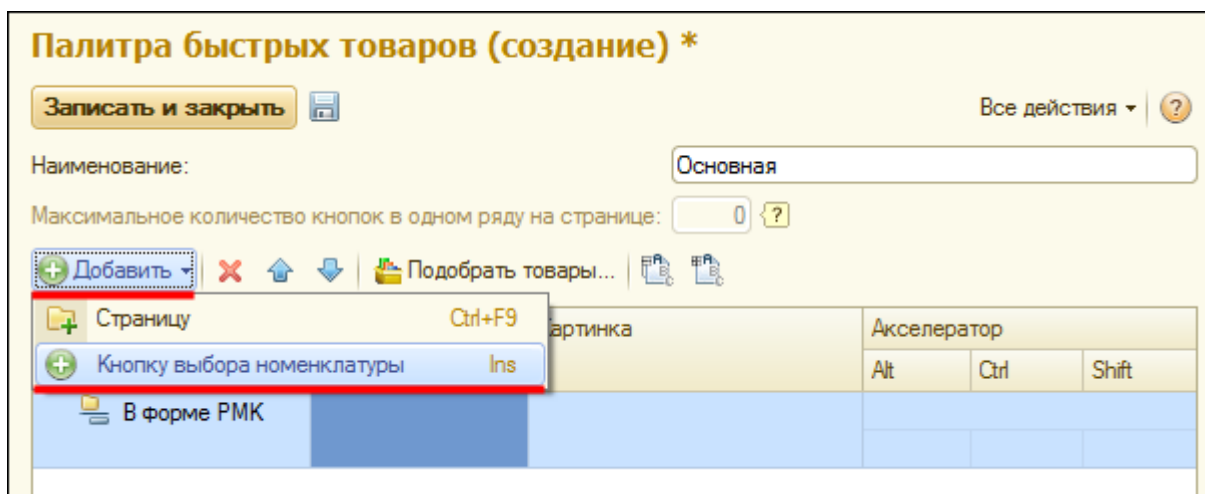 Палитра быстрых товаров (создание) *
Записать и закрыть Все действия ?
Наименование: Основная
Максимальное количество кнопок в одном ряду на странице: 0 ?
Добавить Подобрать товары...
Страницу Ctrl+F9 артинка Акселератор
Кнопку выбора номенклатуры Ins Alt Ctrl Shift
В форме РМК